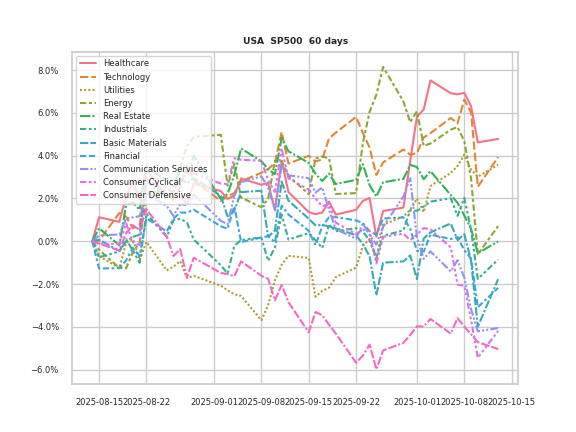 USA SP500 60 days
8.0%
6.0%
4.0%
2.0%
0.0%
−2.0%
−4.0%
−6.0%
Healthcare
Technology
Utilities
Energy
Real Estate
Industrials
Basic Materials
Financial
Communication Services
Consumer Cyclical
Consumer Defensive
2025-08-15 2025-08-22 2025-09-01 2025-09-08 2025-09-15 2025-09-22 2025-10-01 2025-10-08 2025-10-15